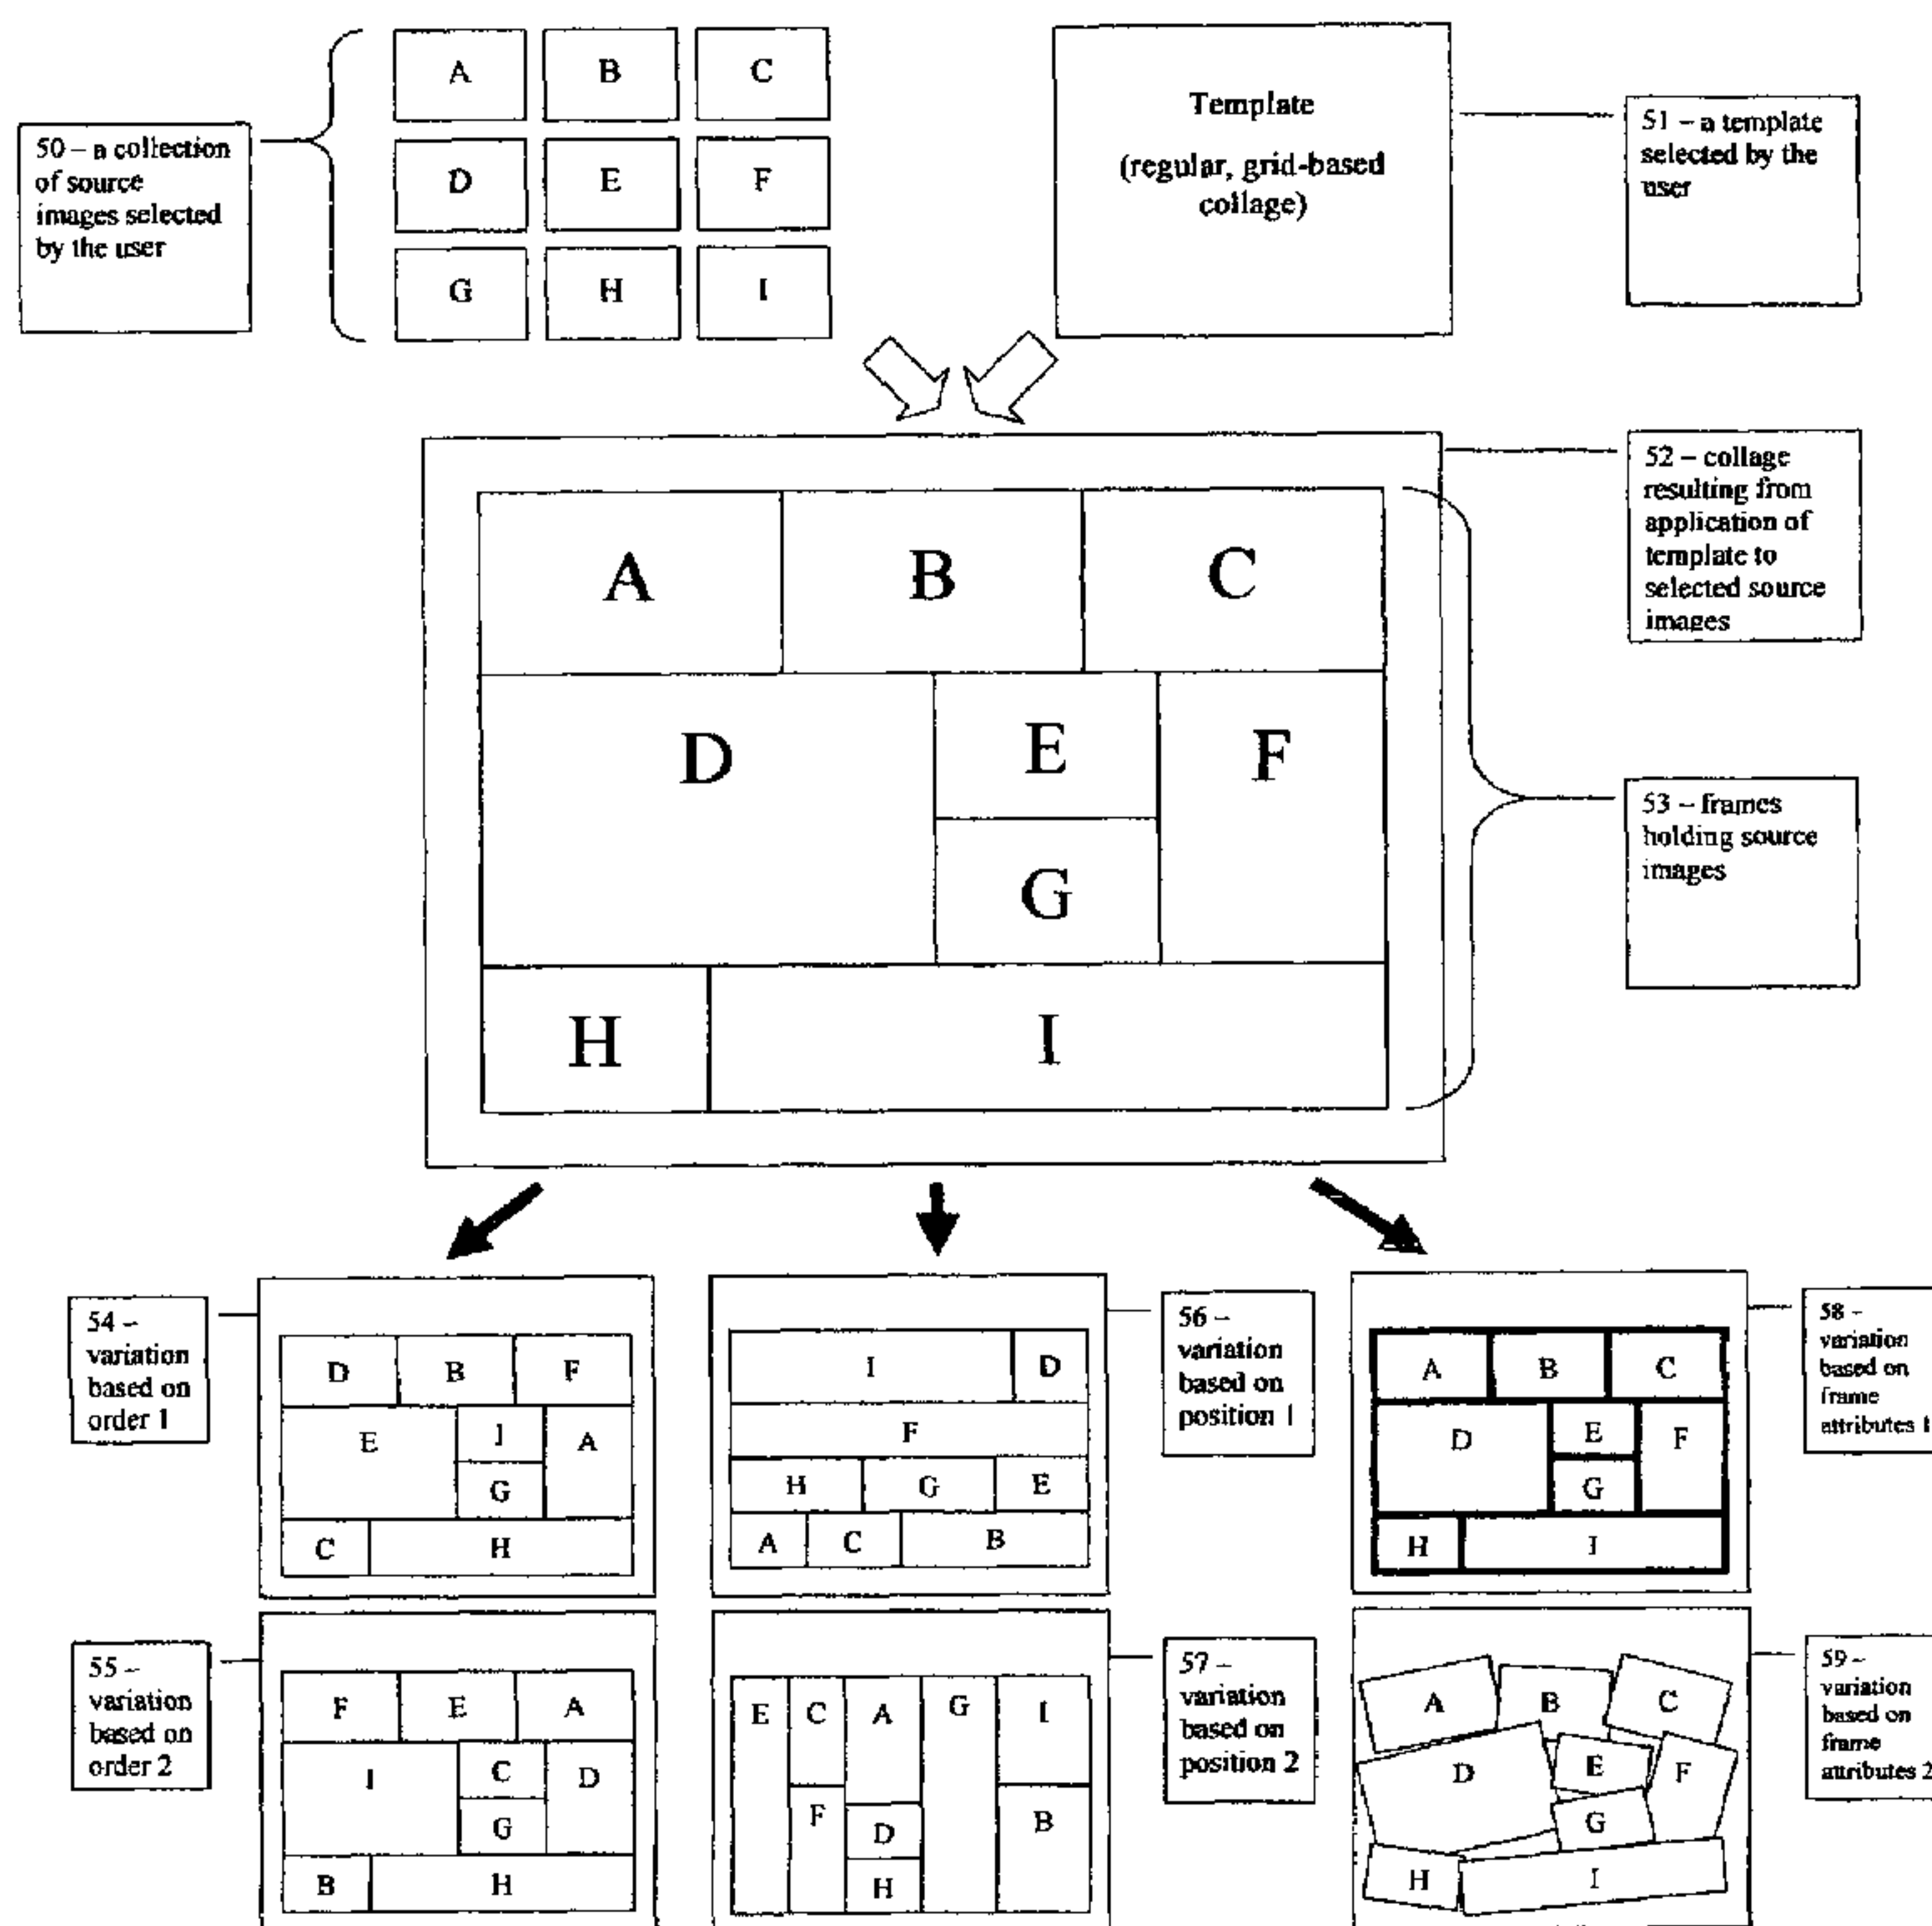 A B C
D E F
G H I
50 – a collection
of source
images selected
by the user
Template
(regular, grid-based
collage)
51 – a template
selected by the
user
A B C
D E F
G
H I
52 – collage
resulting from
application of
template to
selected source
images
53 – frames
holding source
images
54 –
variation
based on
order 1
D B F
E I A
G
C H
I D
F
H G E
A C B
56 –
variation
based on
position 1
A B C
D E F
G
H I
58 –
variation
based on
frame
attributes 1
55 –
variation
based on
order 2
F E A
I C D
G
B H
E C A G I
F D B
H
57 –
variation
based on
position 2
A B C
D E F
G
H I
59 –
variation
based on
frame
attributes 2